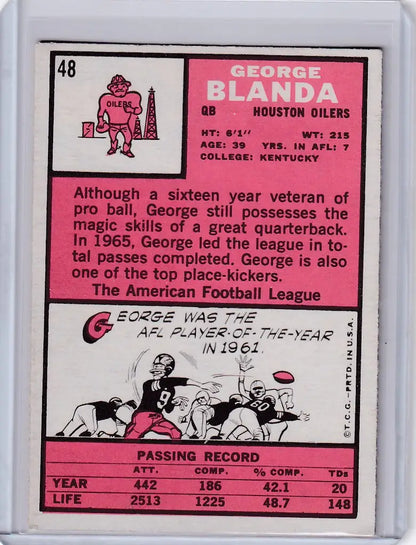 48
OILERS
GEORGE
BLANDA
QB HOUSTON OILERS
HT: 6'1" WT: 215
AGE: 39 YRS. IN AFL: 7
COLLEGE: KENTUCKY
Although a sixteen year veteran of
pro ball, George still possesses the
magic skills of a great quarterback.
In 1965, George led the league in to-
tal passes completed. George is also
one of the top place-kickers.
The American Football League
GEORGE WAS THE
AFL PLAYER-OF-THE-YEAR
IN 1961.
9
60
©T.C.G.-PRTD. IN U.S.A.
PASSING RECORD
ATT. COMP. % COMP. TDs
YEAR 442 186 42.1 20
LIFE 2513 1225 48.7 148